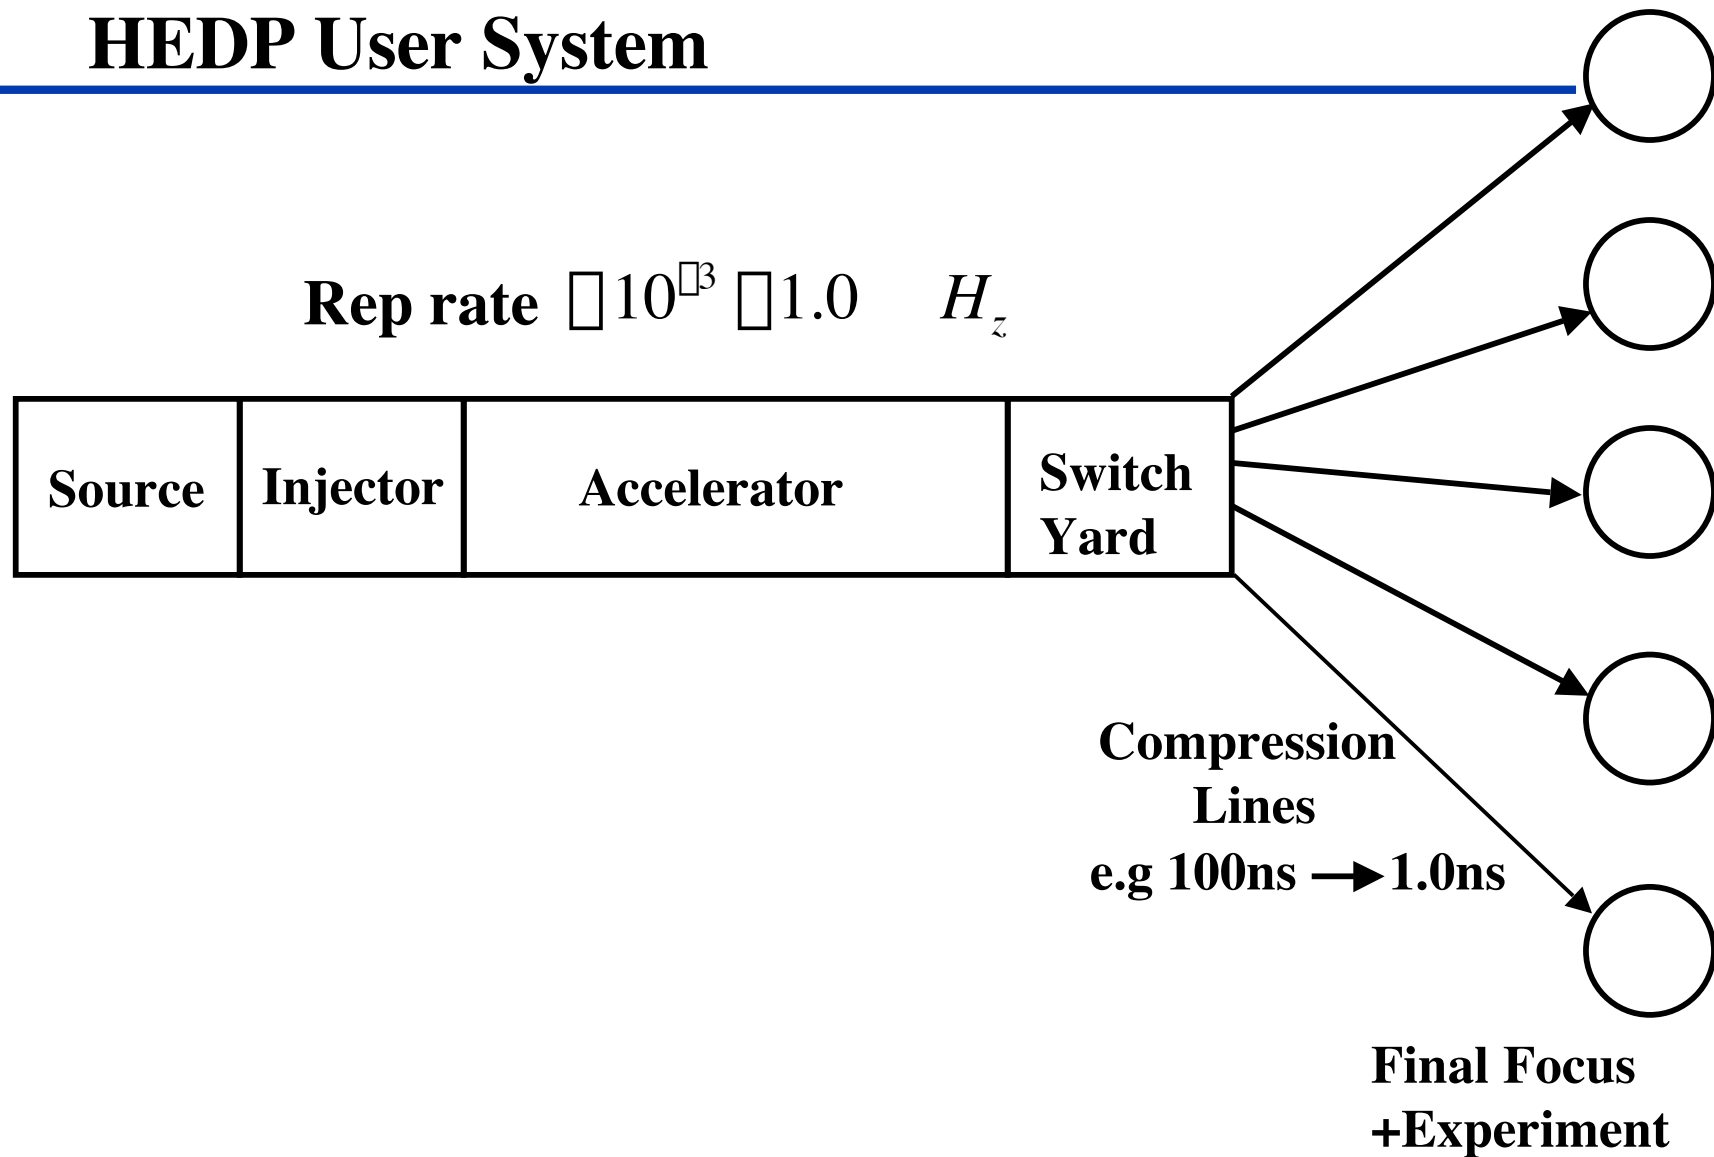 HEDP User System
Rep rate □10^□3 □1.0 H_z
Source
Injector
Accelerator
Switch
Yard
Compression
Lines
e.g 100ns → 1.0ns
Final Focus
+Experiment